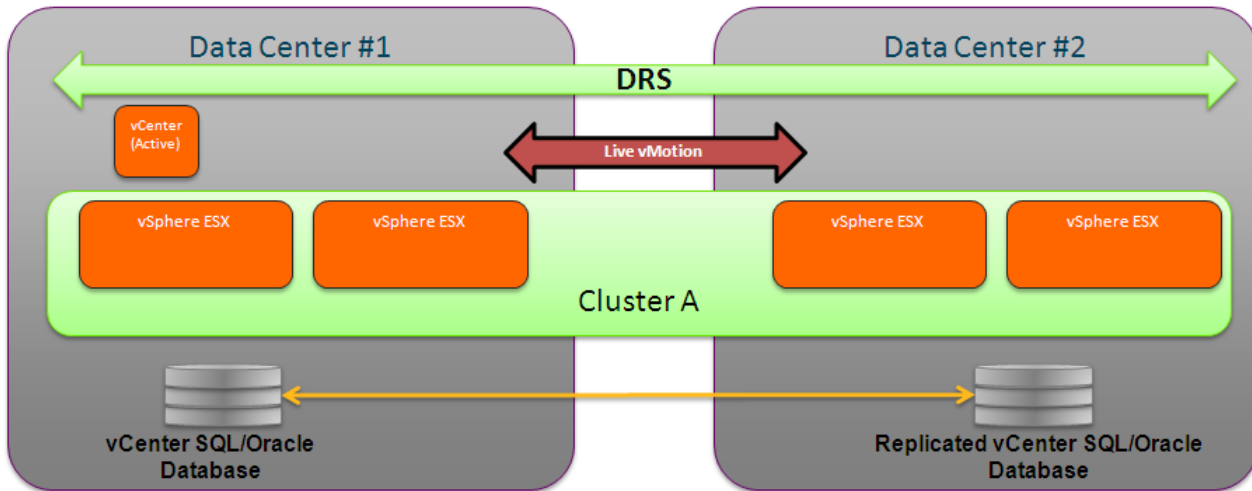 Data Center #1
Data Center #2
DRS
vCenter
(Active)
Live vMotion
vSphere ESX
vSphere ESX
vSphere ESX
vSphere ESX
Cluster A
vCenter SQL/Oracle
Database
Replicated vCenter SQL/Oracle
Database